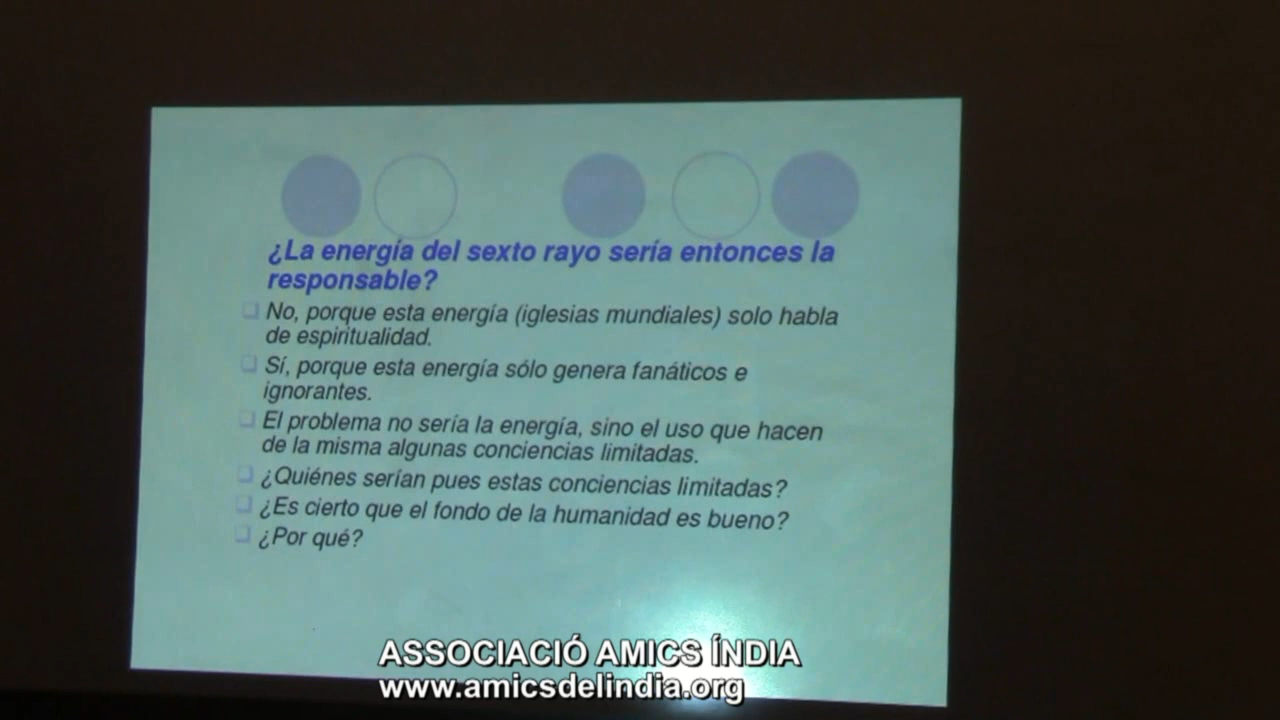 ¿La energía del sexto rayo sería entonces la
responsable?
No, porque esta energía (iglesias mundiales) solo habla
de espiritualidad.
Sí, porque esta energía sólo genera fanáticos e
ignorantes.
El problema no sería la energía, sino el uso que hacen
de la misma algunas conciencias limitadas.
¿Quiénes serían pues estas conciencias limitadas?
¿Es cierto que el fondo de la humanidad es bueno?
¿Por qué?
ASSOCIACIÓ AMICS ÍNDIA
www.amicsdelindia.org